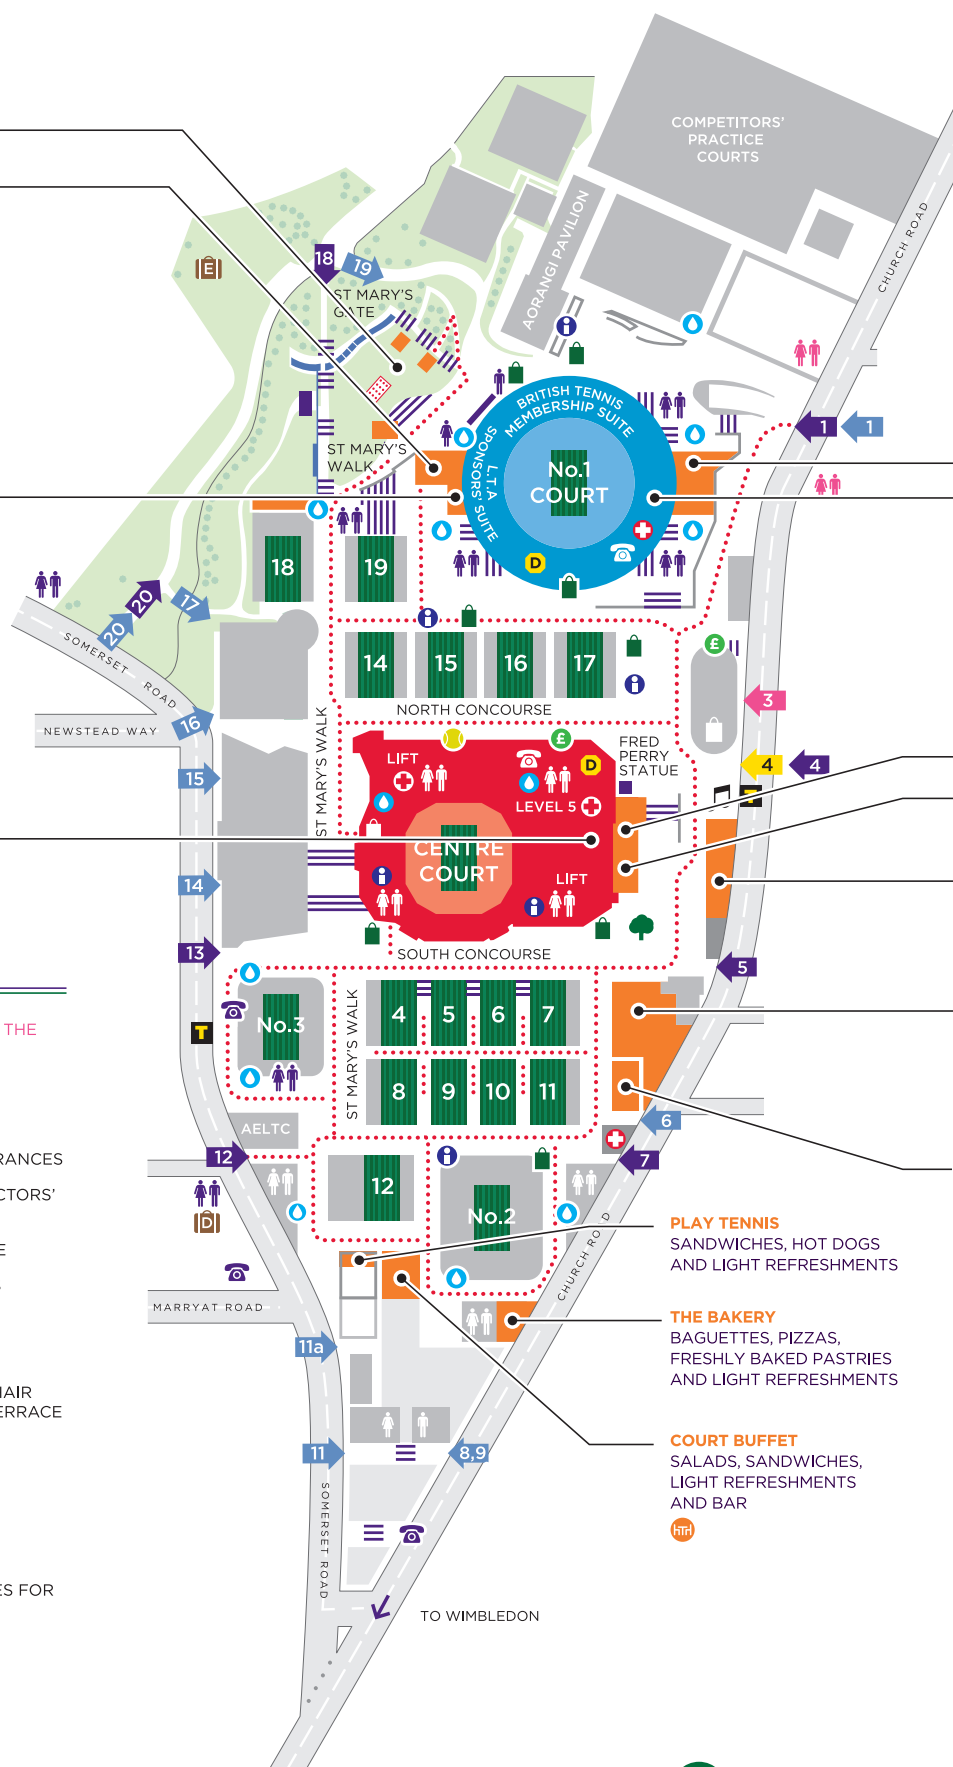 COMPETITORS'
PRACTICE
COURTS
CHURCH ROAD
AORANGI PAVILION
E
18
19
ST MARY'S
GATE
BRITISH TENNIS
MEMBERSHIP SUITE
L.T.A
SPONSORS' SUITE
No.1
COURT
D
1
1
ST MARY'S
WALK
18
19
20
20
17
SOMERSET ROAD
NEWSTEAD WAY
16
15
14
13
14
15
16
17
NORTH CONCOURSE
ST MARY'S WALK
£
3
4
4
T
FRED
PERRY
STATUE
LIFT
£
D
LEVEL 5
CENTRE
COURT
LIFT
SOUTH CONCOURSE
5
THE
T
No.3
ST MARY'S WALK
4
5
6
7
8
9
10
11
6
7
AELTC
12
RANCES
CTORS'
E
D
12
No.2
CHURCH ROAD
MARRYAT ROAD
11a
HAIR
ERRACE
11
8,9
SOMERSET ROAD
ES FOR
TO WIMBLEDON
PLAY TENNIS
SANDWICHES, HOT DOGS
AND LIGHT REFRESHMENTS
THE BAKERY
BAGUETTES, PIZZAS,
FRESHLY BAKED PASTRIES
AND LIGHT REFRESHMENTS
COURT BUFFET
SALADS, SANDWICHES,
LIGHT REFRESHMENTS
AND BAR